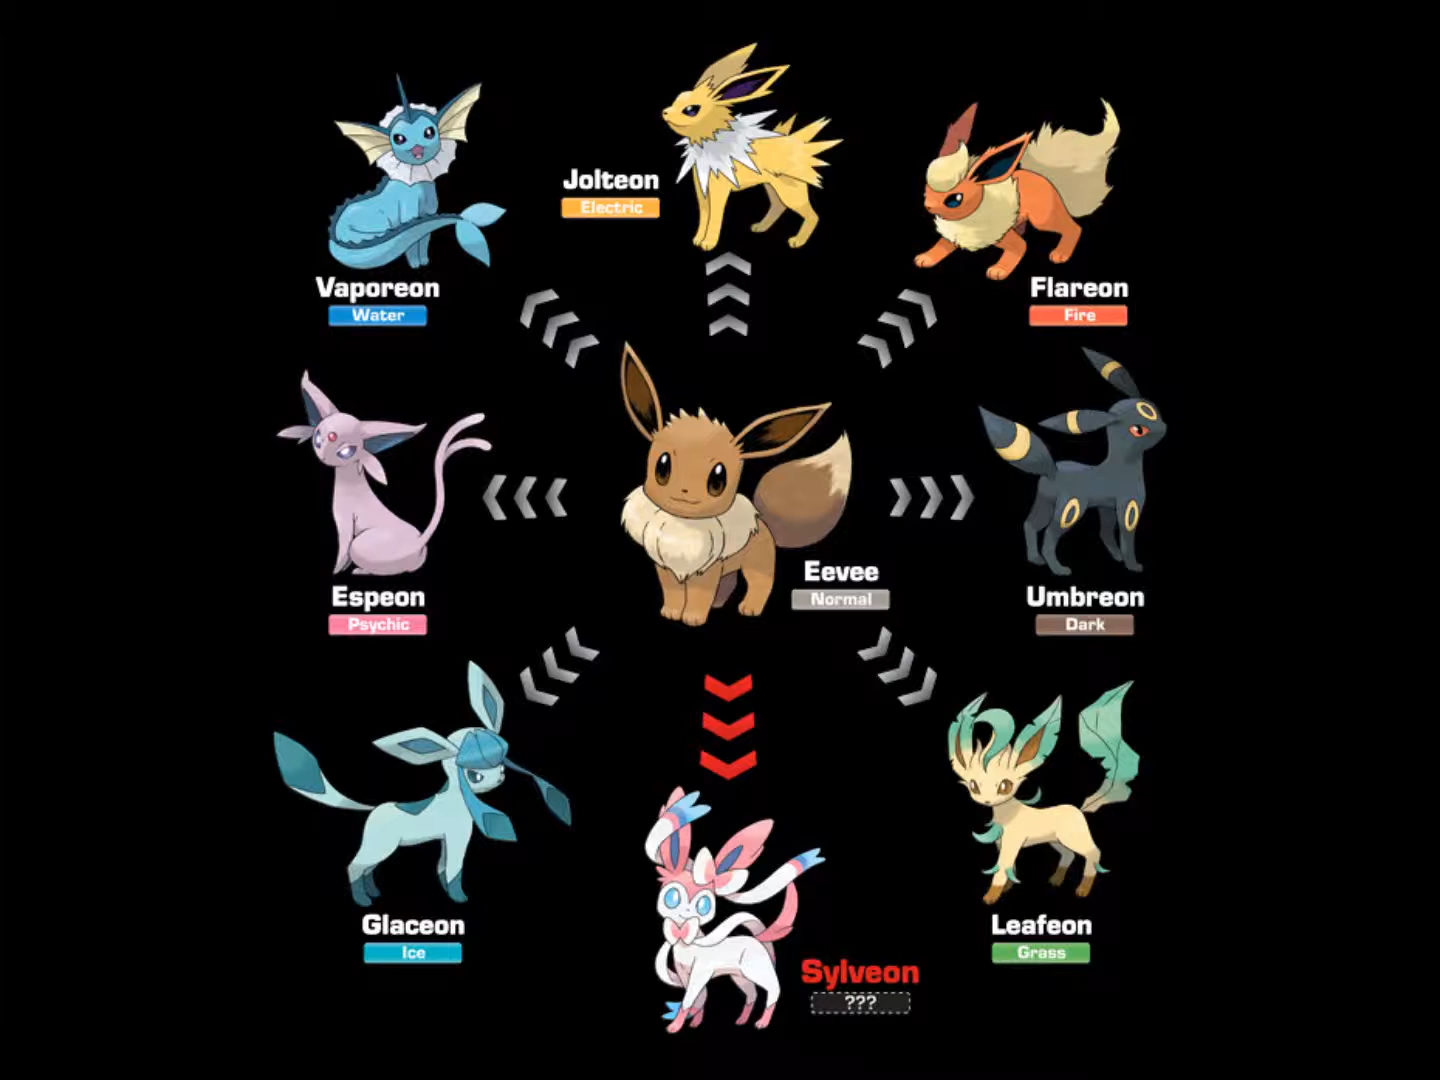 Jolteon
Electric
Vaporeon
Water
Flareon
Fire
Eevee
Normal
Espeon
Psychic
Umbreon
Dark
Glaceon
Ice
Leafeon
Grass
Sylveon
???